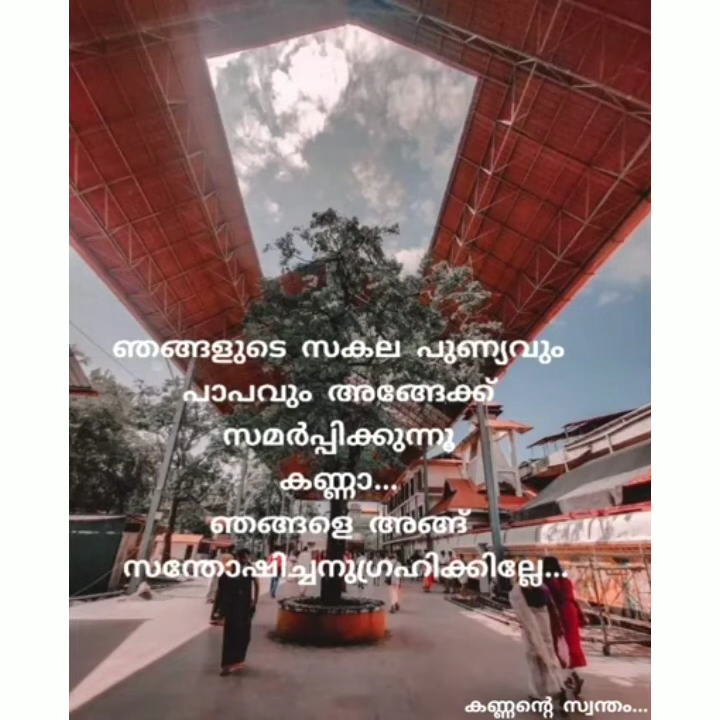 ഞങ്ങളുടെ സകല പുണ്യവും
പാപവും അങ്ങേക്ക്
സമർപ്പിക്കുന്നൂ
കണ്ണാ...
ഞങ്ങളെ അങ്ങ്
സന്തോഷിച്ചനുഗ്രഹിക്കില്ലേ...
കണ്ണന്റെ സ്വന്തം...